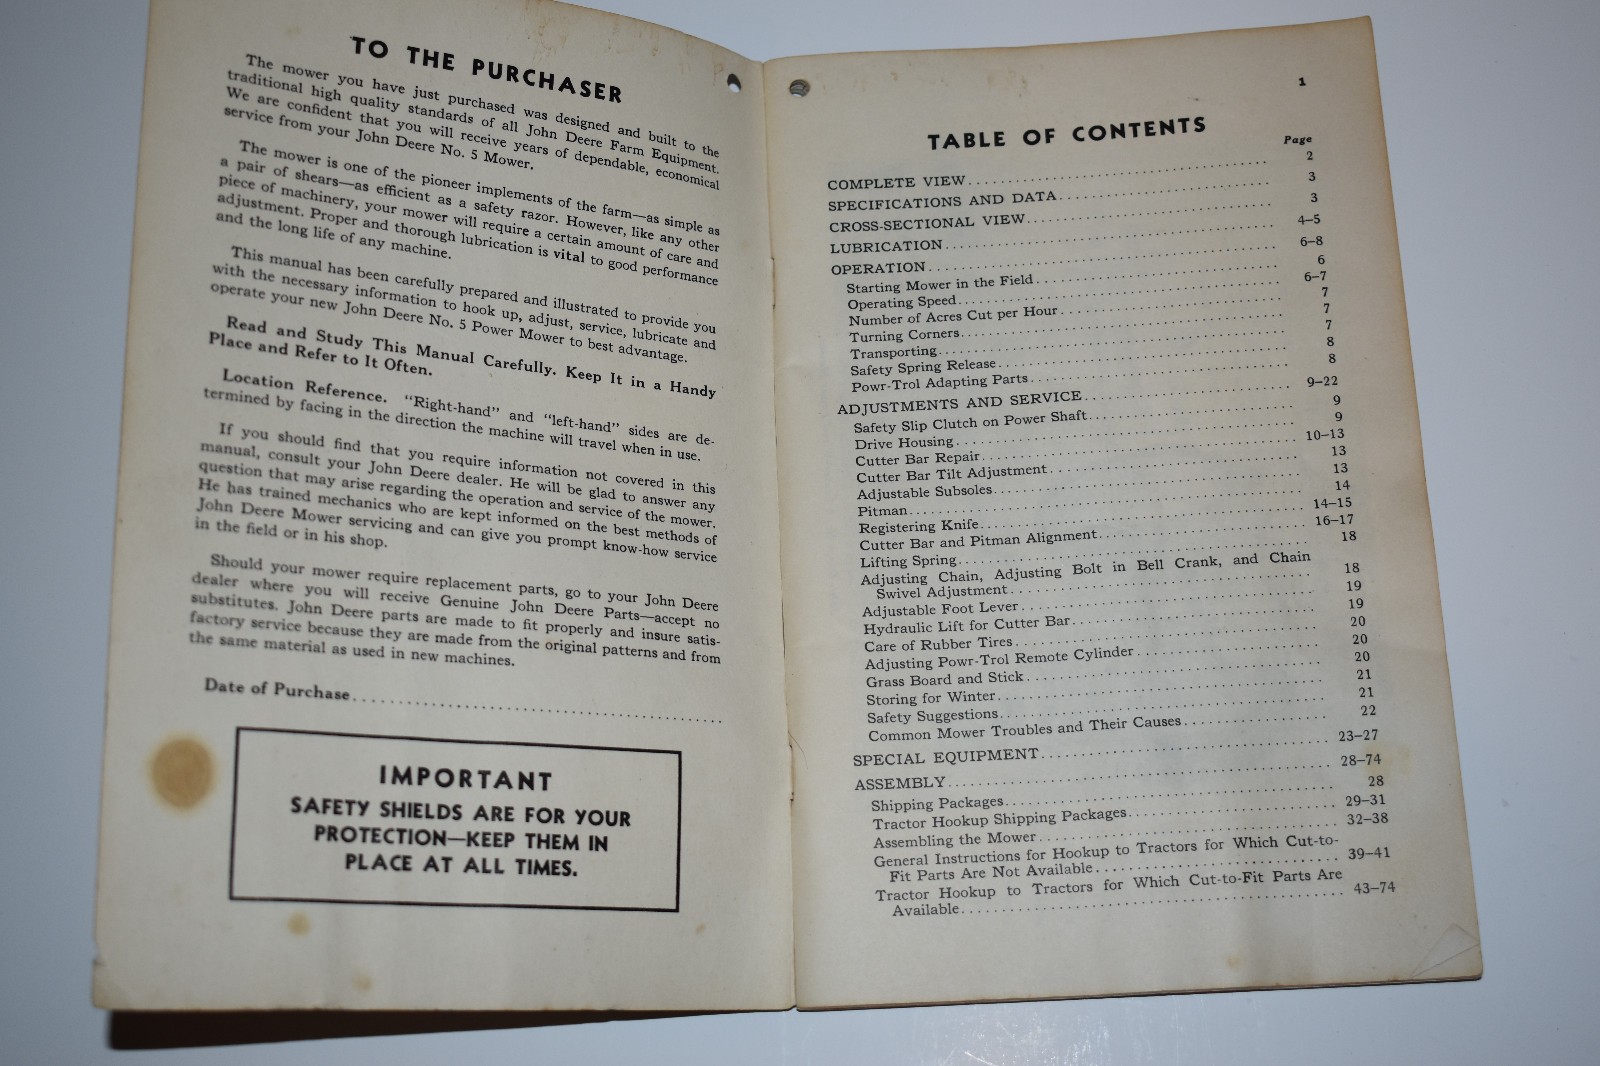 TO THE PURCHASER
The mower you have just purchased was designed and built to the
traditional high quality standards of all John Deere Farm Equipment.
We are confident that you will receive years of dependable, economical
service from your John Deere No. 5 Mower.
The mower is one of the pioneer implements of the farm—as simple as
a pair of shears—as efficient as a safety razor. However, like any other
piece of machinery, your mower will require a certain amount of care and
adjustment. Proper and thorough lubrication is vital to good performance
and the long life of any machine.
This manual has been carefully prepared and illustrated to provide you
with the necessary information to hook up, adjust, service, lubricate and
operate your new John Deere No. 5 Power Mower to best advantage.
Read and Study This Manual Carefully. Keep It in a Handy
Place and Refer to It Often.
Location Reference. "Right-hand" and "left-hand" sides are de-
termined by facing in the direction the machine will travel when in use.
If you should find that you require information not covered in this
manual, consult your John Deere dealer. He will be glad to answer any
question that may arise regarding the operation and service of the mower.
He has trained mechanics who are kept informed on the best methods of
John Deere Mower servicing and can give you prompt know-how service
in the field or in his shop.
Should your mower require replacement parts, go to your John Deere
dealer where you will receive Genuine John Deere Parts—accept no
substitutes. John Deere parts are made to fit properly and insure satis-
factory service because they are made from the original patterns and from
the same material as used in new machines.
Date of Purchase
IMPORTANT
SAFETY SHIELDS ARE FOR YOUR
PROTECTION—KEEP THEM IN
PLACE AT ALL TIMES.
1
TABLE OF CONTENTS
Page
COMPLETE VIEW 2
SPECIFICATIONS AND DATA 3
CROSS-SECTIONAL VIEW 3
LUBRICATION 4-5
OPERATION 6-8
Starting Mower in the Field 6
Operating Speed 6-7
Number of Acres Cut per Hour 7
Turning Corners 7
Transporting 7
Safety Spring Release 8
Powr-Trol Adapting Parts 8
ADJUSTMENTS AND SERVICE 9-22
Safety Slip Clutch on Power Shaft 9
Drive Housing 9
Cutter Bar Repair 10-13
Cutter Bar Tilt Adjustment 13
Adjustable Subsoles 13
Pitman 14
Registering Knife 14-15
Cutter Bar and Pitman Alignment 16-17
Lifting Spring 18
Adjusting Chain, Adjusting Bolt in Bell Crank, and Chain
Swivel Adjustment 18
Adjustable Foot Lever 19
Hydraulic Lift for Cutter Bar 19
Care of Rubber Tires 20
Adjusting Powr-Trol Remote Cylinder 20
Grass Board and Stick 20
Storing for Winter 21
Safety Suggestions 21
Common Mower Troubles and Their Causes 22
SPECIAL EQUIPMENT 23-27
ASSEMBLY 28-74
Shipping Packages 28
Tractor Hookup Shipping Packages 29-31
Assembling the Mower 32-38
General Instructions for Hookup to Tractors for Which Cut-to-
Fit Parts Are Not Available 39-41
Tractor Hookup to Tractors for Which Cut-to-Fit Parts Are
Available 43-74